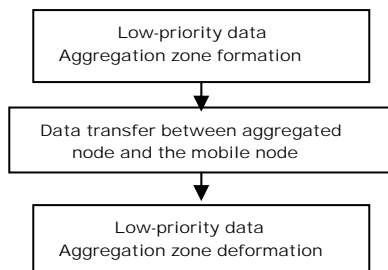 Low-priority data
Aggregation zone formation
Data transfer between aggregated
node and the mobile node
Low-priority data
Aggregation zone deformation